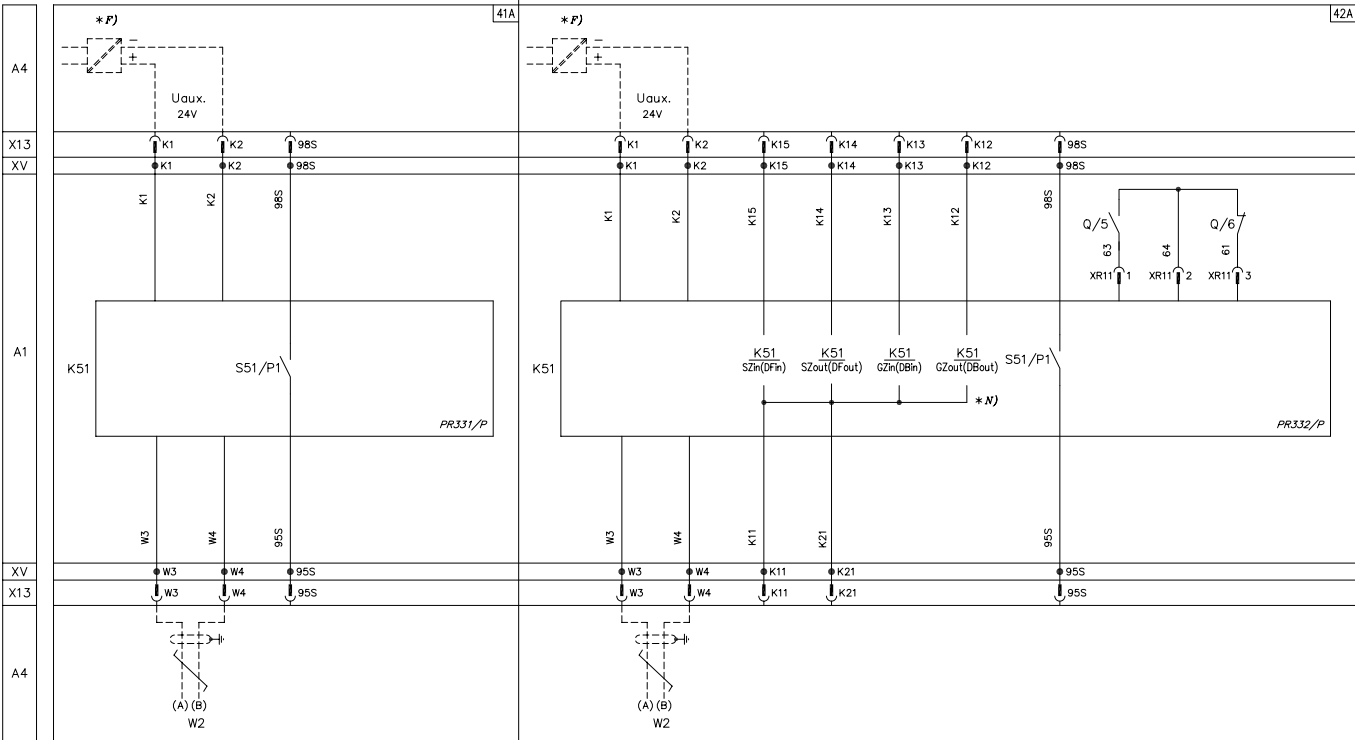 41A
42A
*F)
*F)
−
+
−
+
A4
Uaux.
24V
Uaux.
24V
X13
K1
K2
98S
K1
K2
K15
K14
K13
K12
98S
XV
K1
K2
98S
K1
K2
K15
K14
K13
K12
98S
K1
K2
98S
K1
K2
K15
K14
K13
K12
98S
Q/5
Q/6
63
64
61
XR11 1
XR11 2
XR11 3
A1
K51
S51/P1
PR331/P
K51
K51
SZin(DFin)
K51
SZout(DFout)
K51
GZin(DBin)
K51
GZout(DBout)
S51/P1
*N)
PR332/P
W3
W4
95S
W3
W4
K11
K21
95S
XV
W3
W4
95S
W3
W4
K11
K21
95S
X13
W3
W4
95S
W3
W4
K11
K21
95S
A4
(A) (B)
W2
(A) (B)
W2